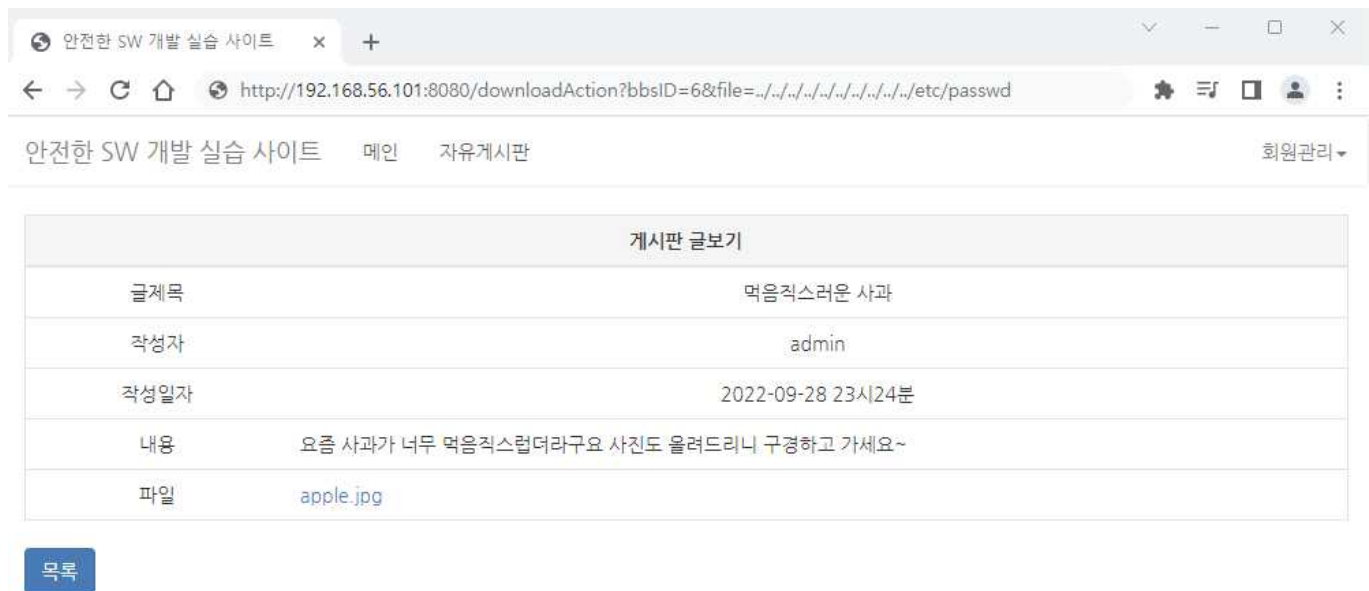 안전한 SW 개발 실습 사이트
http://192.168.56.101:8080/downloadAction?bbsID=6&file=../../../../../../../../../../../etc/passwd
안전한 SW 개발 실습 사이트 메인 자유게시판 회원관리
게시판 글보기
글제목 먹음직스러운 사과
작성자 admin
작성일자 2022-09-28 23시24분
내용 요즘 사과가 너무 먹음직스럽더라구요 사진도 올려드리니 구경하고 가세요~
파일 apple.jpg
목록